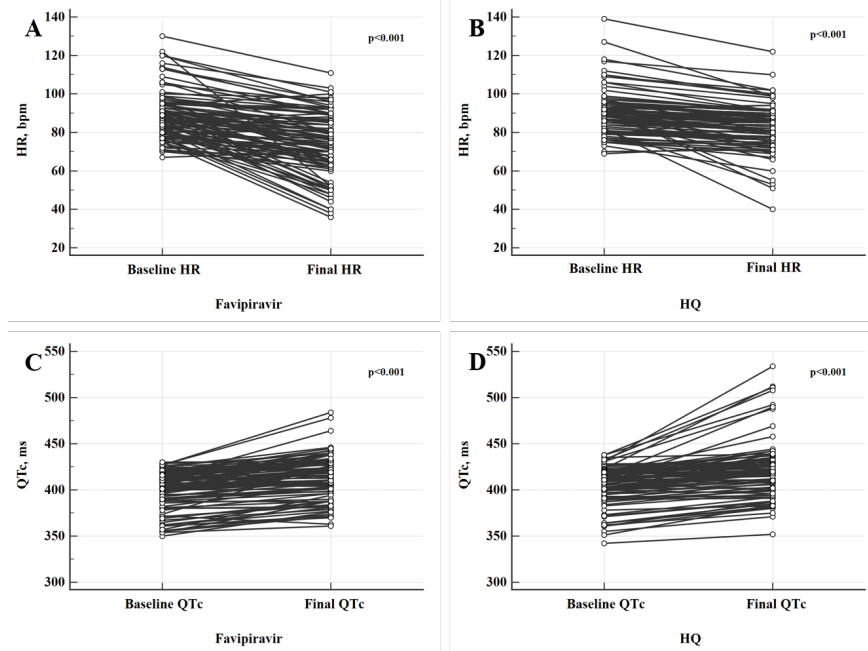 A
p<0.001
HR, bpm
140
120
100
80
60
40
20
Baseline HR Final HR
Favipiravir
B
p<0.001
HR, bpm
140
120
100
80
60
40
20
Baseline HR Final HR
HQ
C
p<0.001
QTc, ms
550
500
450
400
350
300
Baseline QTc Final QTc
Favipiravir
D
p<0.001
QTc, ms
550
500
450
400
350
300
Baseline QTc Final QTc
HQ